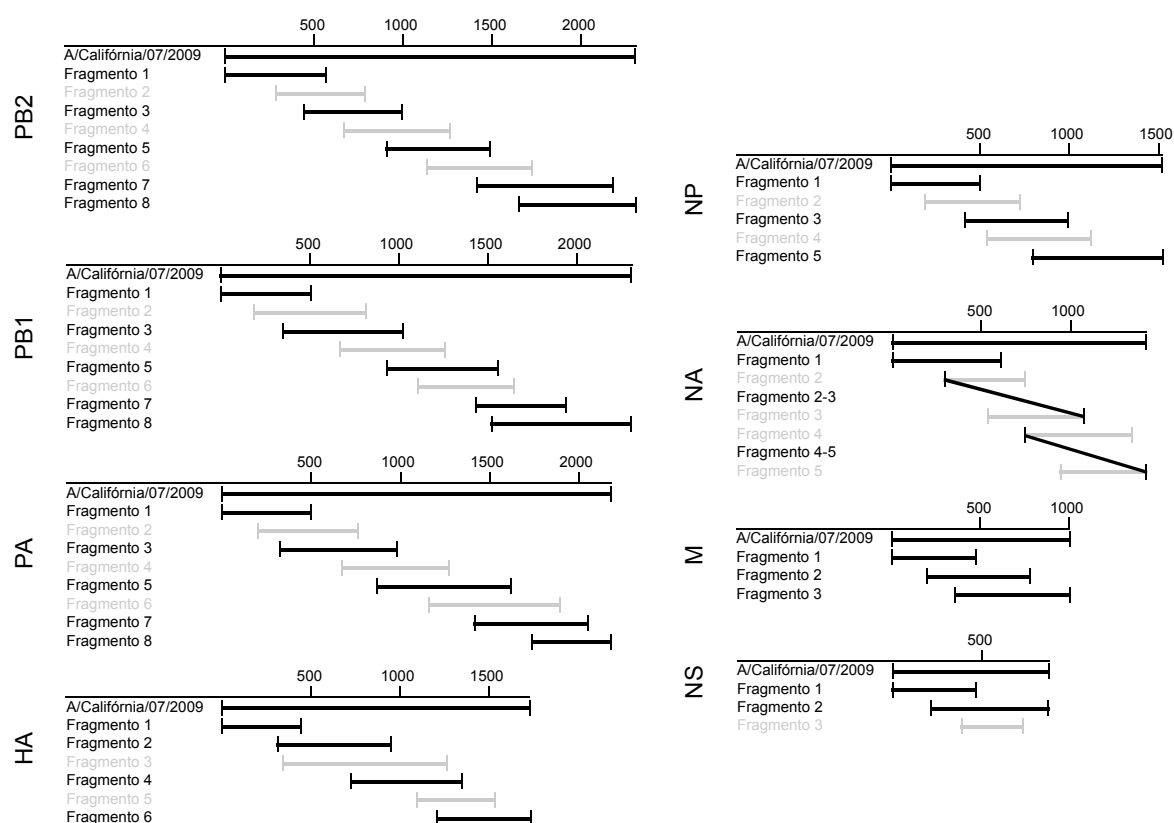 PB2
500 1000 1500 2000
A/Califórnia/07/2009
Fragmento 1
Fragmento 2
Fragmento 3
Fragmento 4
Fragmento 5
Fragmento 6
Fragmento 7
Fragmento 8
PB1
500 1000 1500 2000
A/Califórnia/07/2009
Fragmento 1
Fragmento 2
Fragmento 3
Fragmento 4
Fragmento 5
Fragmento 6
Fragmento 7
Fragmento 8
PA
500 1000 1500 2000
A/Califórnia/07/2009
Fragmento 1
Fragmento 2
Fragmento 3
Fragmento 4
Fragmento 5
Fragmento 6
Fragmento 7
Fragmento 8
HA
500 1000 1500
A/Califórnia/07/2009
Fragmento 1
Fragmento 2
Fragmento 3
Fragmento 4
Fragmento 5
Fragmento 6
NP
500 1000 1500
A/Califórnia/07/2009
Fragmento 1
Fragmento 2
Fragmento 3
Fragmento 4
Fragmento 5
NA
500 1000
A/Califórnia/07/2009
Fragmento 1
Fragmento 2
Fragmento 2-3
Fragmento 3
Fragmento 4
Fragmento 4-5
Fragmento 5
M
500 1000
A/Califórnia/07/2009
Fragmento 1
Fragmento 2
Fragmento 3
NS
500
A/Califórnia/07/2009
Fragmento 1
Fragmento 2
Fragmento 3